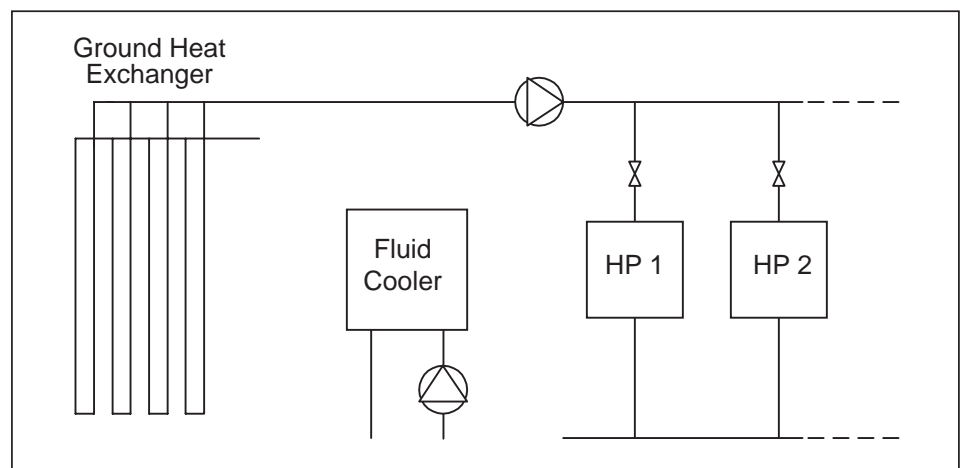 Ground Heat
Exchanger
Fluid
Cooler
HP 1
HP 2